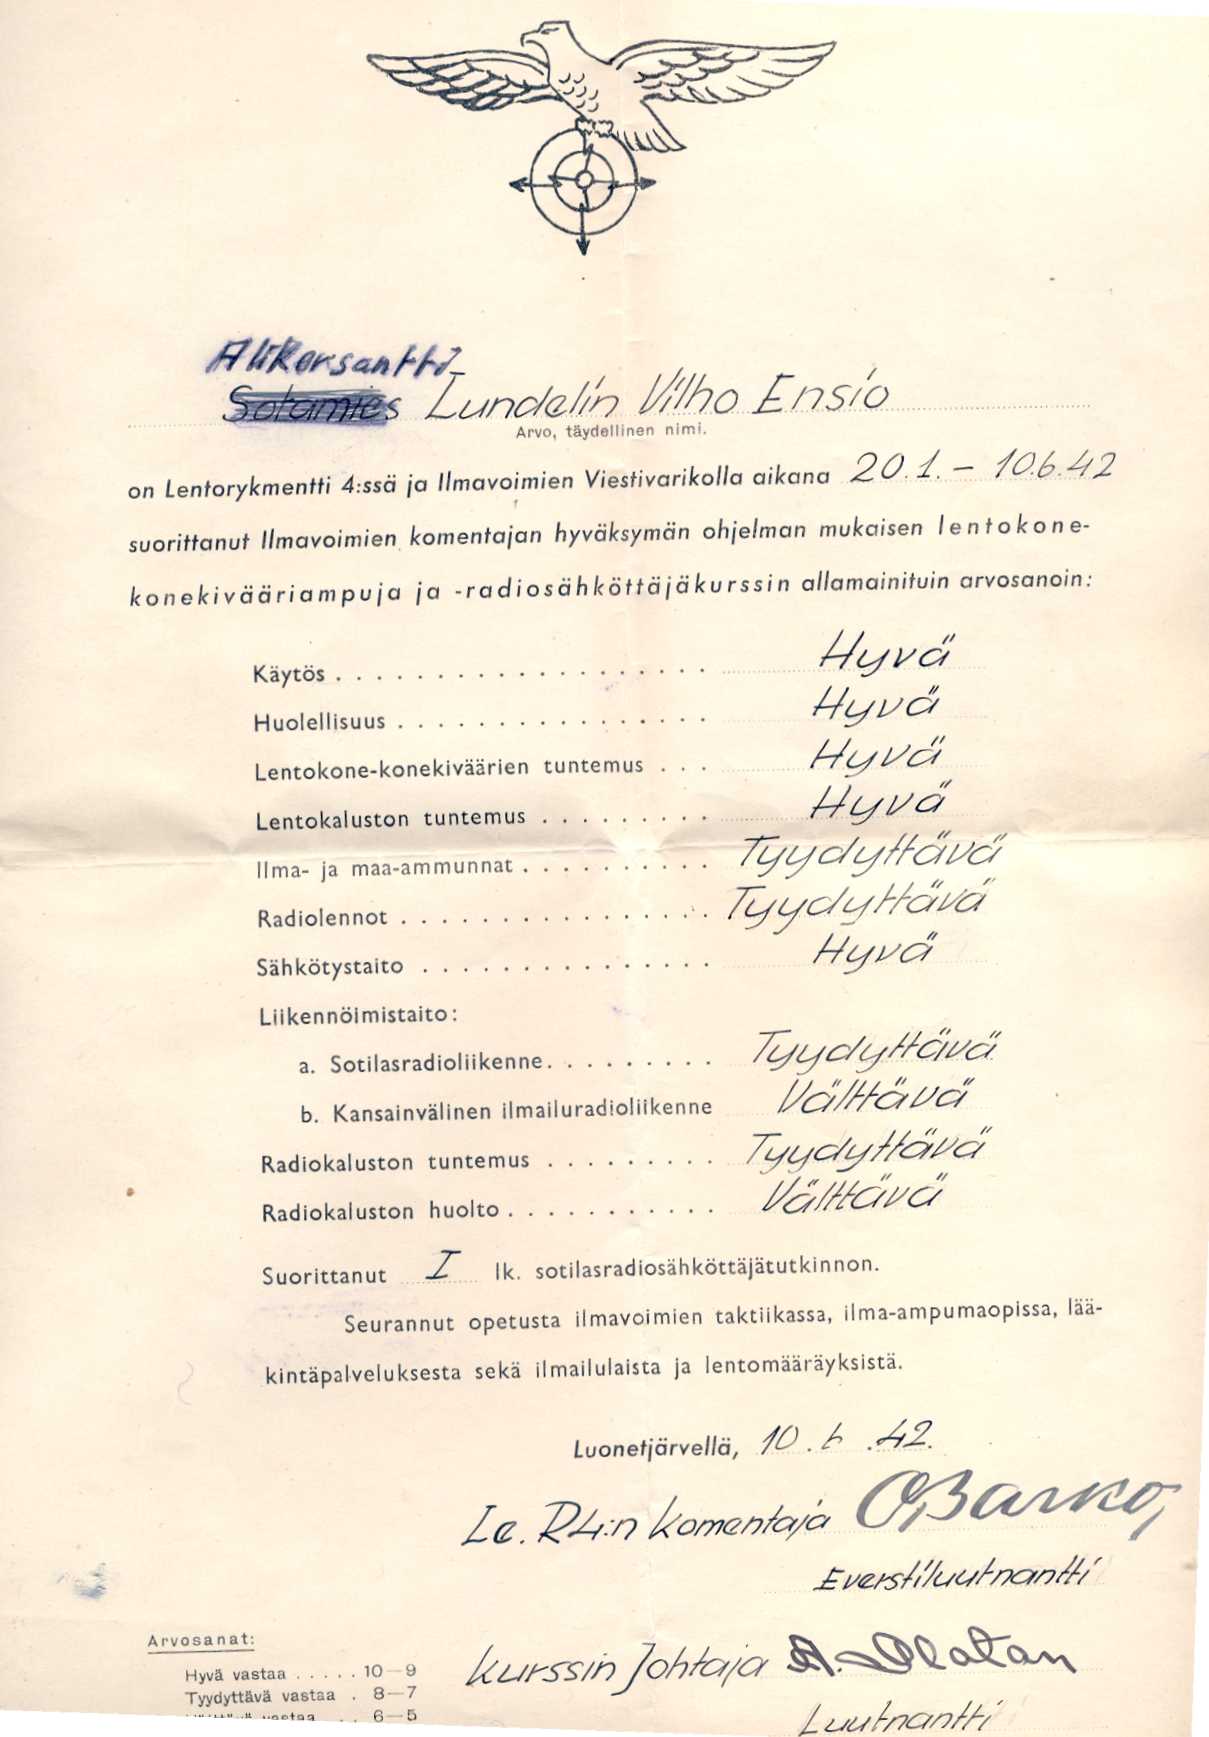 Alikersantti
Sotamies Lundelin Vilho Ensio
Arvo, täydellinen nimi.
on Lentorykmentti 4:ssä ja Ilmavoimien Viestivarikolla aikana 20.1. – 10.6.42
suorittanut Ilmavoimien komentajan hyväksymän ohjelman mukaisen lentokone-
konekivääriampuja ja -radiosähköttäjäkurssin allamainituin arvosanoin:
Käytös . . . . . . . . . . . . . . . . . . . Hyvä
Huolellisuus . . . . . . . . . . . . . . . . Hyvä
Lentokone-konekiväärien tuntemus . . . Hyvä
Lentokaluston tuntemus . . . . . . . . . Hyvä
Ilma- ja maa-ammunnat . . . . . . . . . . Tyydyttävä
Radiolennot . . . . . . . . . . . . . . . . Tyydyttävä
Sähkötystaito . . . . . . . . . . . . . . . Hyvä
Liikennöimistaito:
a. Sotilasradioliikenne. . . . . . . . . Tyydyttävä
b. Kansainvälinen ilmailuradioliikenne Välttävä
Radiokaluston tuntemus . . . . . . . . . Tyydyttävä
Radiokaluston huolto . . . . . . . . . . . Välttävä
Suorittanut I lk. sotilasradiosähköttäjätutkinnon.
Seurannut opetusta ilmavoimien taktiikassa, ilma-ampumaopissa, lää-
kintäpalveluksesta sekä ilmailulaista ja lentomääräyksistä.
Luonetjärvellä, 10. 6 .42.
Le.R4:n komentaja O. Sarko,
Everstiluutnantti
Arvosanat:
Hyvä vastaa . . . . . 10—9
Kurssin Johtaja A.
Tyydyttävä vastaa . 8—7
vastaa . . 6—5
Luutnantti